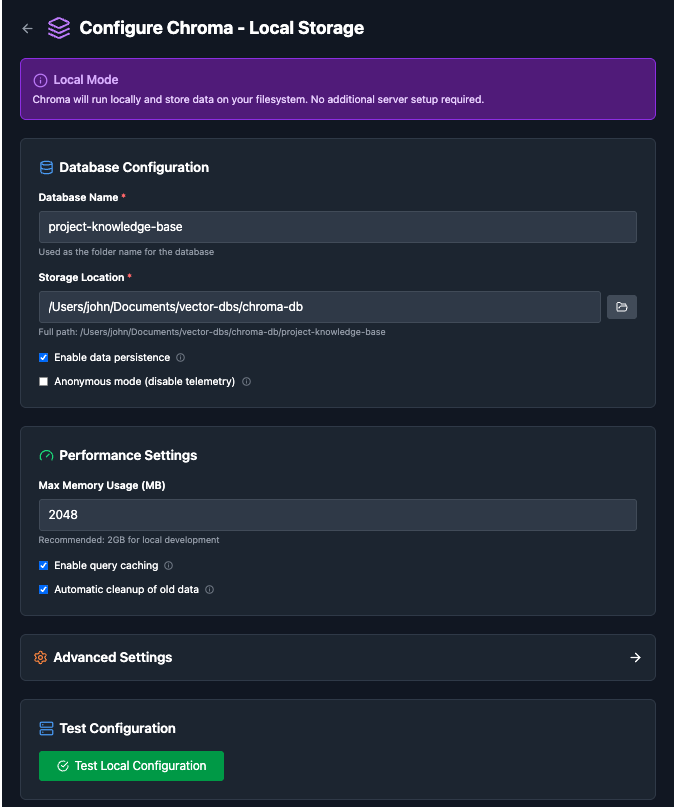 Configure Chroma - Local Storage
Local Mode
Chroma will run locally and store data on your filesystem. No additional server setup required.
Database Configuration
Database Name *
project-knowledge-base
Used as the folder name for the database
Storage Location *
/Users/john/Documents/vector-dbs/chroma-db
Full path: /Users/john/Documents/vector-dbs/chroma-db/project-knowledge-base
Enable data persistence
Anonymous mode (disable telemetry)
Performance Settings
Max Memory Usage (MB)
2048
Recommended: 2GB for local development
Enable query caching
Automatic cleanup of old data
Advanced Settings
Test Configuration
Test Local Configuration